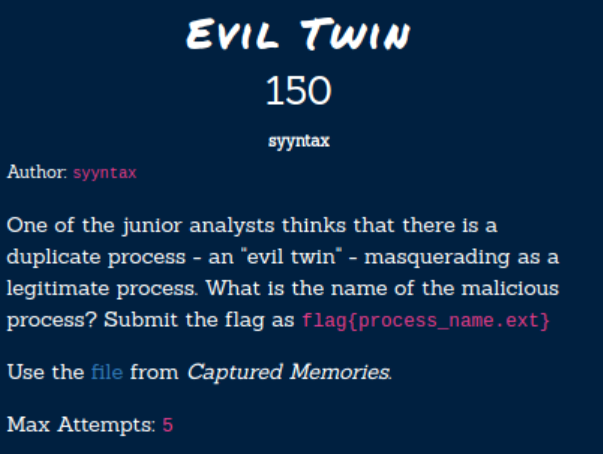 Evil Twin
150
syyntax
Author: syyntax
One of the junior analysts thinks that there is a
duplicate process - an "evil twin" - masquerading as a
legitimate process. What is the name of the malicious
process? Submit the flag as flag{process_name.ext}
Use the file from Captured Memories.
Max Attempts: 5